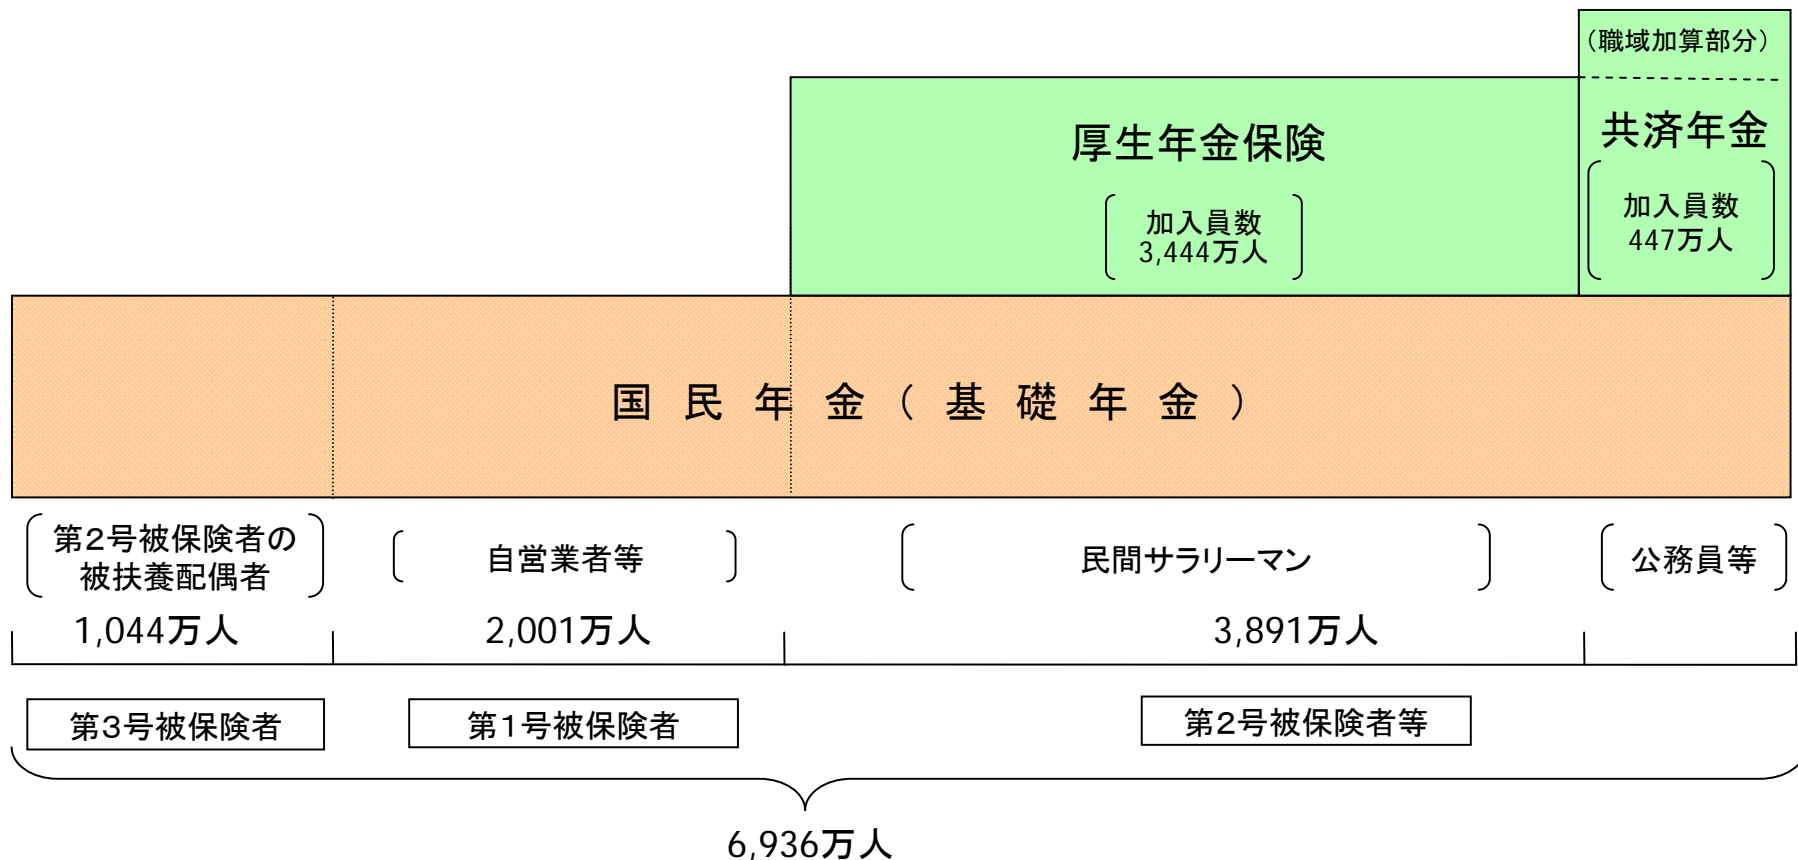 （職域加算部分）
厚生年金保険
加入員数
3,444万人
共済年金
加入員数
447万人
国民年金（基礎年金）
第2号被保険者の
被扶養配偶者
自営業者等
民間サラリーマン
公務員等
1,044万人
2,001万人
3,891万人
第3号被保険者
第1号被保険者
第2号被保険者等
6,936万人